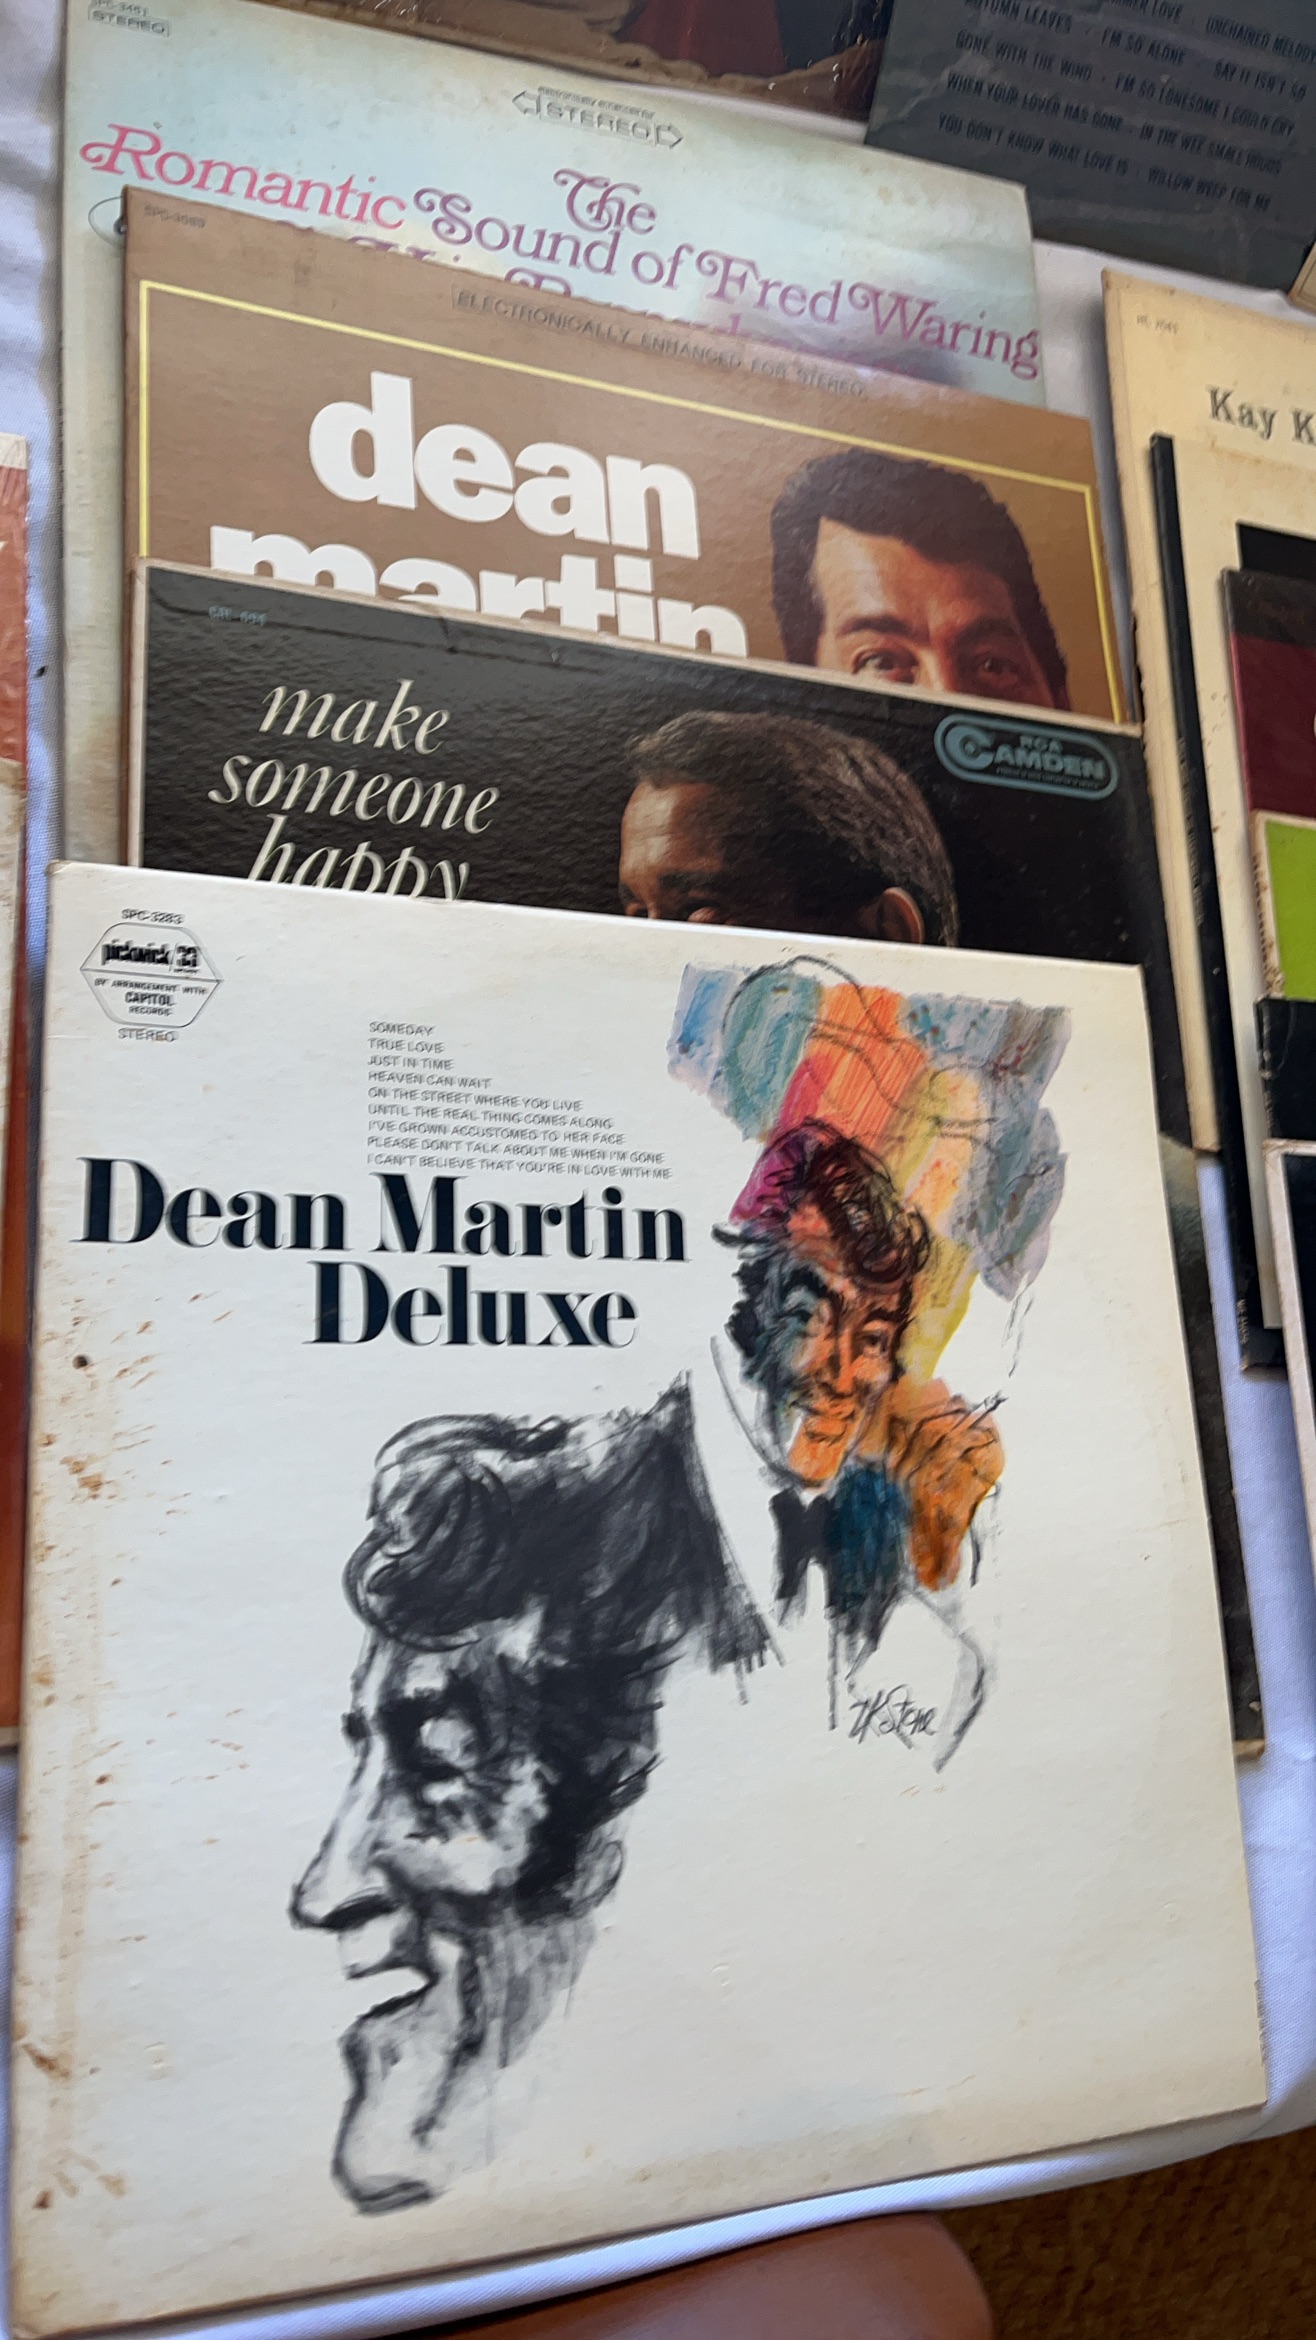 SPC-3451
STEREO
STEREO
The
Romantic Sound of Fred Waring
AUTUMN LEAVES · I'M SO ALONE · SAY IT ISN'T SO
GONE WITH THE WIND · I'M SO LONESOME I COULD CRY
WHEN YOUR LOVER HAS GONE · IN THE WEE SMALL HOURS
YOU DON'T KNOW WHAT LOVE IS · WILLOW WEEP FOR ME
LOVE · UNCHAINED MELODY
ELECTRONICALLY ENHANCED FOR STEREO
dean
martin
Kay K
make
someone
happy
RCA
CAMDEN
SPC-3283
pickwick/33
BY ARRANGEMENT WITH
CAPITOL
RECORDS
STEREO
SOMEDAY
TRUE LOVE
JUST IN TIME
HEAVEN CAN WAIT
ON THE STREET WHERE YOU LIVE
UNTIL THE REAL THING COMES ALONG
I'VE GROWN ACCUSTOMED TO HER FACE
PLEASE DON'T TALK ABOUT ME WHEN I'M GONE
I CAN'T BELIEVE THAT YOU'RE IN LOVE WITH ME
Dean Martin
Deluxe